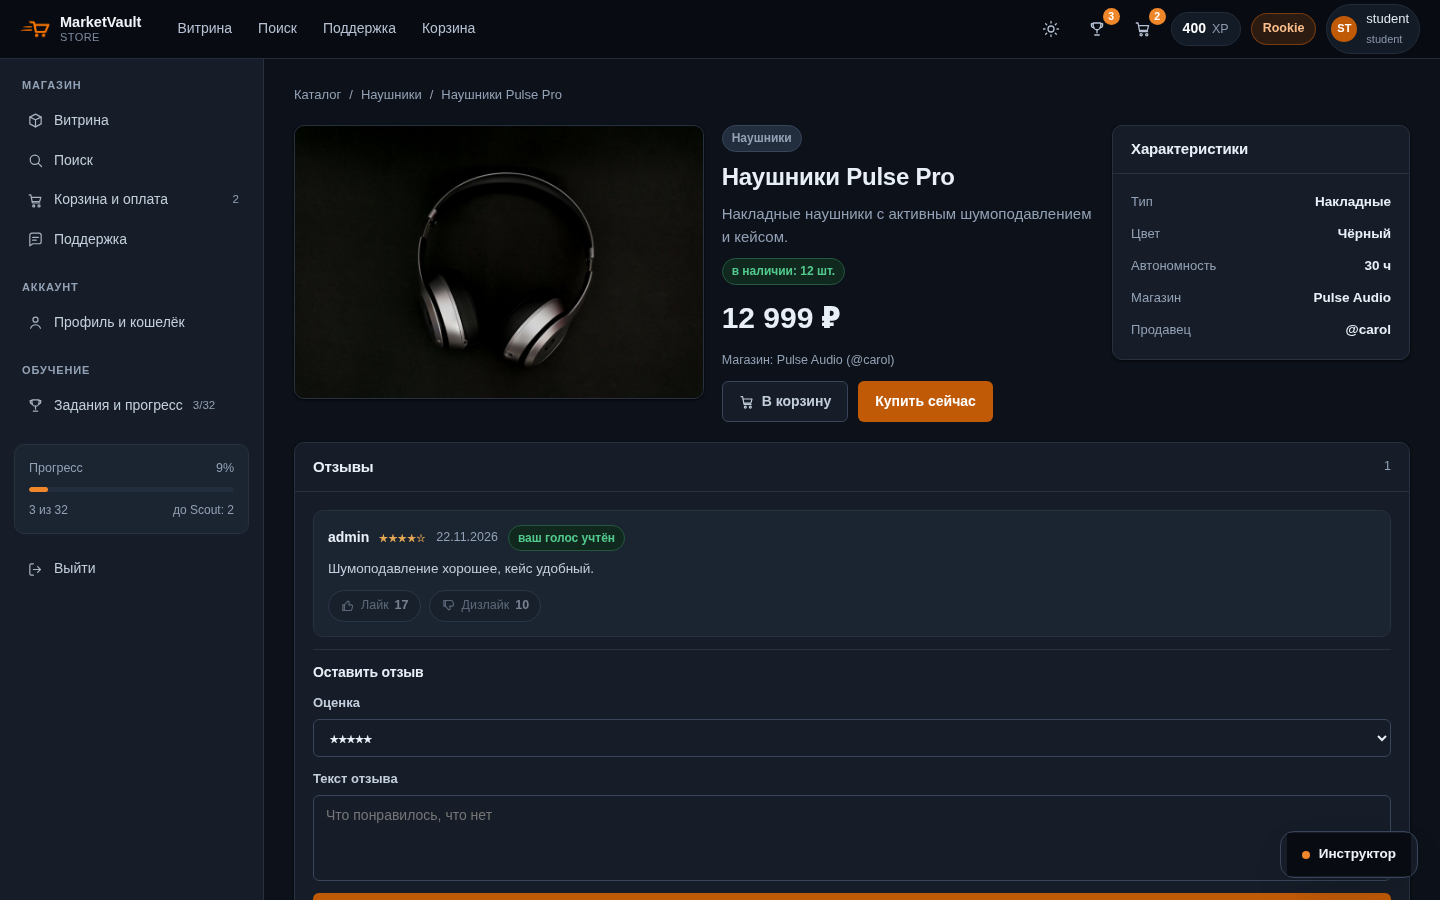 MarketVault
STORE
Витрина
Поиск
Поддержка
Корзина
3
2
400 XP
Rookie
ST
student
student
МАГАЗИН
Витрина
Поиск
Корзина и оплата 2
Поддержка
АККАУНТ
Профиль и кошелёк
ОБУЧЕНИЕ
Задания и прогресс 3/32
Прогресс 9%
3 из 32 до Scout: 2
Выйти
Каталог / Наушники / Наушники Pulse Pro
Наушники
Наушники Pulse Pro
Накладные наушники с активным шумоподавлением
и кейсом.
в наличии: 12 шт.
12 999 ₽
Магазин: Pulse Audio (@carol)
В корзину
Купить сейчас
Характеристики
Тип Накладные
Цвет Чёрный
Автономность 30 ч
Магазин Pulse Audio
Продавец @carol
Отзывы 1
admin ★★★★☆ 22.11.2026 ваш голос учтён
Шумоподавление хорошее, кейс удобный.
Лайк 17 Дизлайк 10
Оставить отзыв
Оценка
★★★★★
Текст отзыва
Что понравилось, что нет
Инструктор